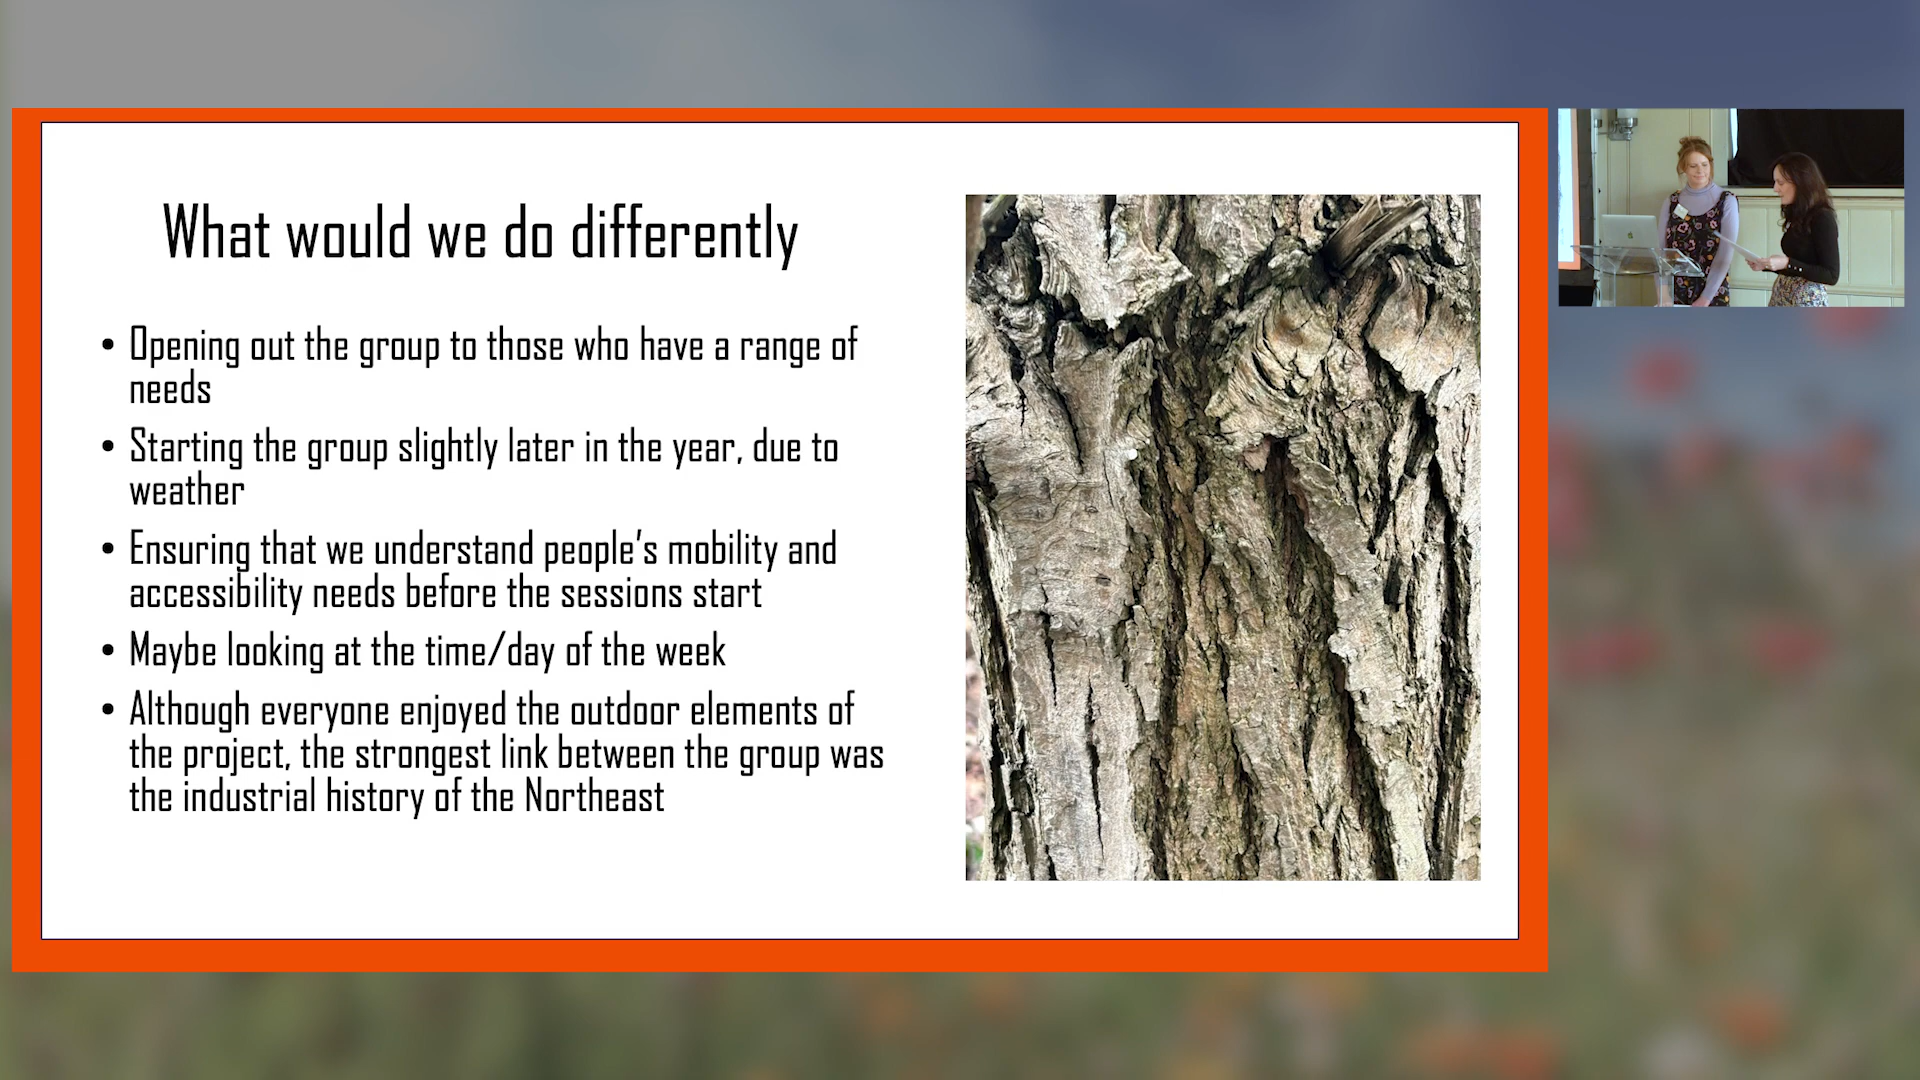 What would we do differently
• Opening out the group to those who have a range of
needs
• Starting the group slightly later in the year, due to
weather
• Ensuring that we understand people's mobility and
accessibility needs before the sessions start
• Maybe looking at the time/day of the week
• Although everyone enjoyed the outdoor elements of
the project, the strongest link between the group was
the industrial history of the Northeast